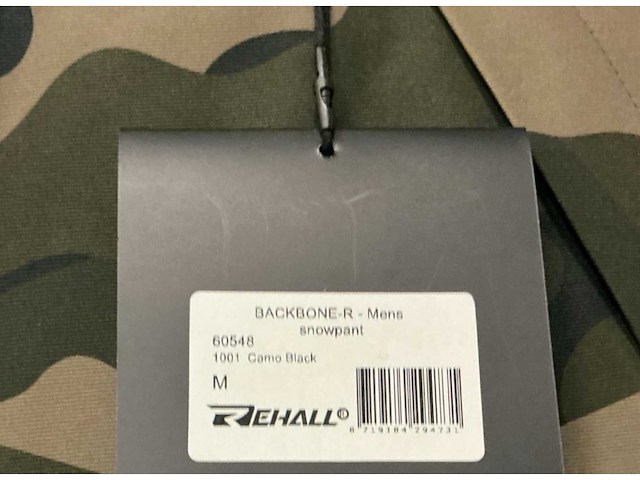 BACKBONE-R - Mens
snowpant
60548
1001 Camo Black
M
REHALL®
8 719184 294731